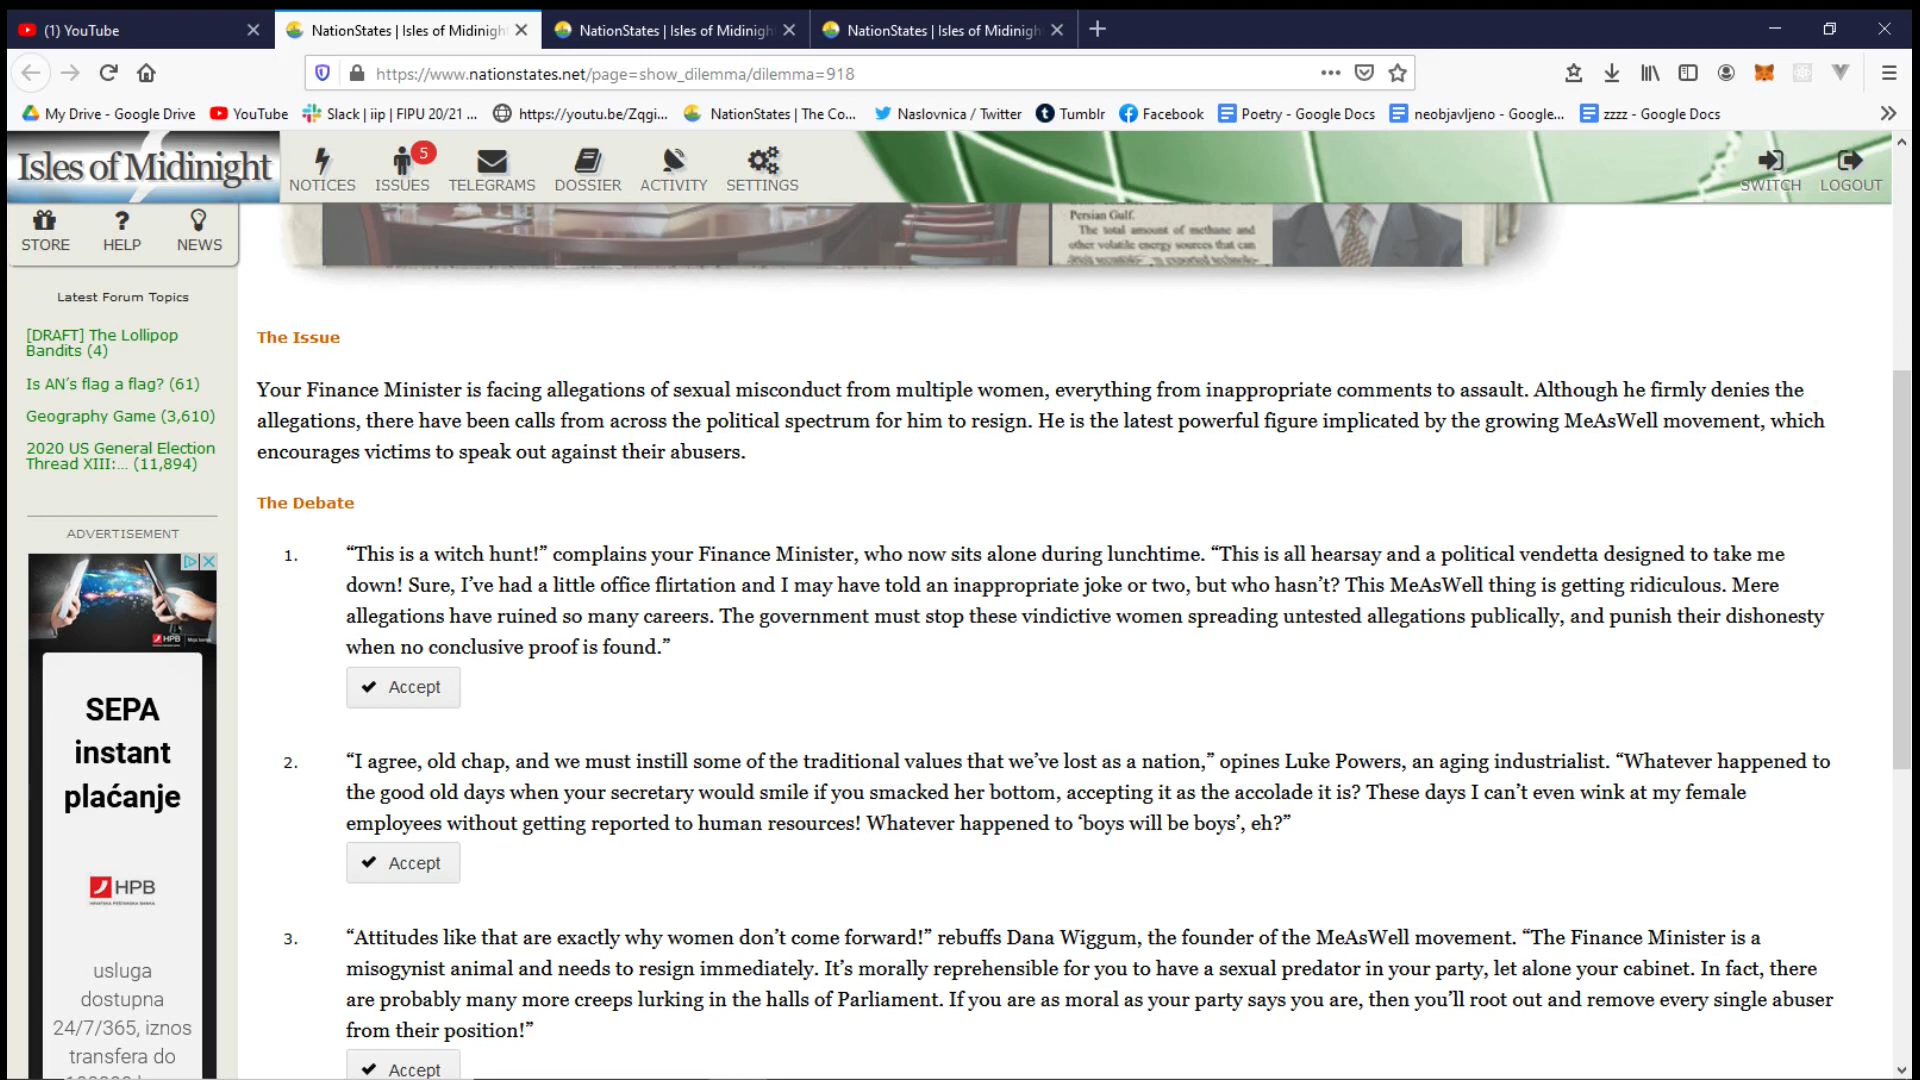 (1) YouTube
NationStates | Isles of Midinigh
NationStates | Isles of Midinigh
NationStates | Isles of Midinigh
https://www.nationstates.net/page=show_dilemma/dilemma=918
My Drive - Google Drive
YouTube
Slack | iip | FIPU 20/21 ...
https://youtu.be/Zqgi...
NationStates | The Co...
Naslovnica / Twitter
Tumblr
Facebook
Poetry - Google Docs
neobjavljeno - Google...
zzzz - Google Docs
Isles of Midinight
NOTICES
5
ISSUES
TELEGRAMS
DOSSIER
ACTIVITY
SETTINGS
SWITCH
LOGOUT
STORE
HELP
NEWS
Persian Gulf.
The total amount of methane and
other volatile energy sources that can
Latest Forum Topics
[DRAFT] The Lollipop
Bandits (4)
Is AN's flag a flag? (61)
Geography Game (3,610)
2020 US General Election
Thread XIII:... (11,894)
ADVERTISEMENT
HPB
SEPA
instant
plaćanje
HPB
HRVATSKA POŠTANSKA BANKA
usluga
dostupna
24/7/365, iznos
transfera do
The Issue
Your Finance Minister is facing allegations of sexual misconduct from multiple women, everything from inappropriate comments to assault. Although he firmly denies the
allegations, there have been calls from across the political spectrum for him to resign. He is the latest powerful figure implicated by the growing MeAsWell movement, which
encourages victims to speak out against their abusers.
The Debate
1. “This is a witch hunt!” complains your Finance Minister, who now sits alone during lunchtime. “This is all hearsay and a political vendetta designed to take me
down! Sure, I’ve had a little office flirtation and I may have told an inappropriate joke or two, but who hasn’t? This MeAsWell thing is getting ridiculous. Mere
allegations have ruined so many careers. The government must stop these vindictive women spreading untested allegations publically, and punish their dishonesty
when no conclusive proof is found.”
Accept
2. “I agree, old chap, and we must instill some of the traditional values that we’ve lost as a nation,” opines Luke Powers, an aging industrialist. “Whatever happened to
the good old days when your secretary would smile if you smacked her bottom, accepting it as the accolade it is? These days I can’t even wink at my female
employees without getting reported to human resources! Whatever happened to ‘boys will be boys’, eh?”
Accept
3. “Attitudes like that are exactly why women don’t come forward!” rebuffs Dana Wiggum, the founder of the MeAsWell movement. “The Finance Minister is a
misogynist animal and needs to resign immediately. It’s morally reprehensible for you to have a sexual predator in your party, let alone your cabinet. In fact, there
are probably many more creeps lurking in the halls of Parliament. If you are as moral as your party says you are, then you’ll root out and remove every single abuser
from their position!”
Accept